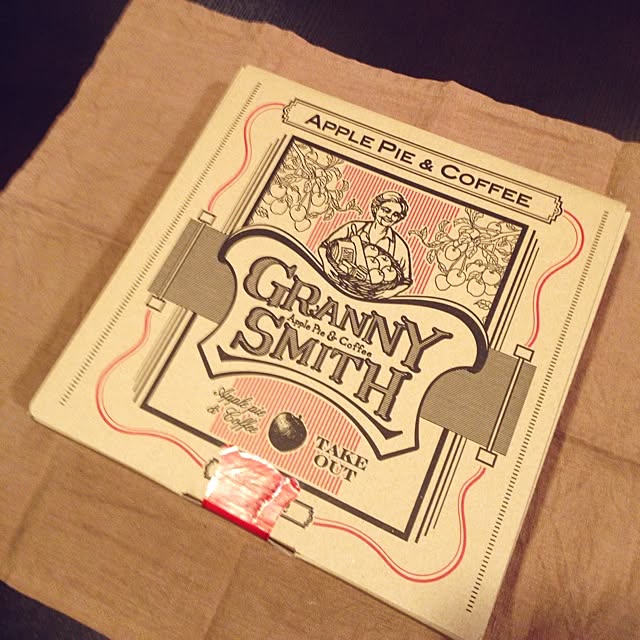 APPLE PIE & COFFEE
GRANNY
Apple Pie & Coffee
SMITH
Apple pie
& Coffee
TAKE
OUT